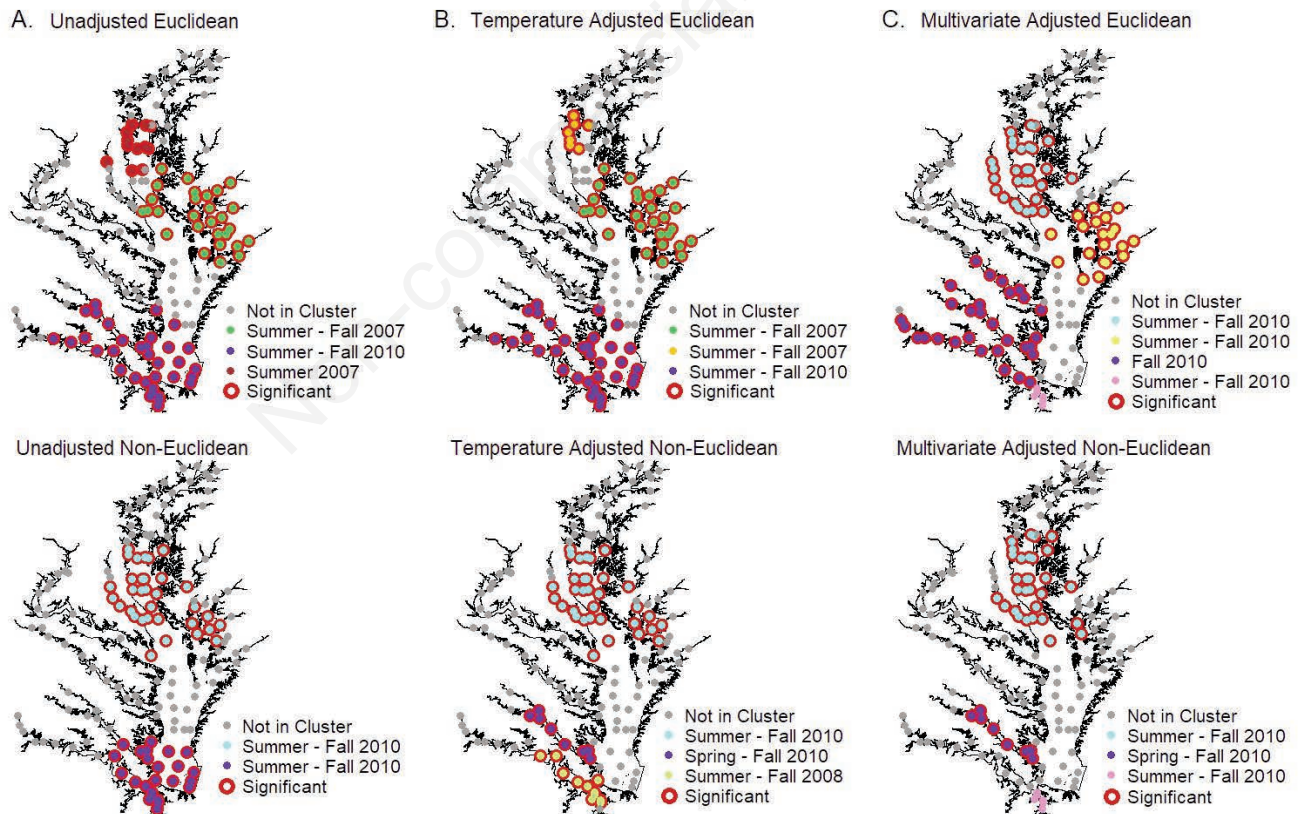 A. Unadjusted Euclidean
Not in Cluster
Summer - Fall 2007
Summer - Fall 2010
Summer 2007
Significant
B. Temperature Adjusted Euclidean
Not in Cluster
Summer - Fall 2007
Summer - Fall 2007
Summer - Fall 2010
Significant
C. Multivariate Adjusted Euclidean
Not in Cluster
Summer - Fall 2010
Summer - Fall 2010
Fall 2010
Summer - Fall 2010
Significant
Unadjusted Non-Euclidean
Not in Cluster
Summer - Fall 2010
Summer - Fall 2010
Significant
Temperature Adjusted Non-Euclidean
Not in Cluster
Summer - Fall 2010
Spring - Fall 2010
Summer - Fall 2008
Significant
Multivariate Adjusted Non-Euclidean
Not in Cluster
Summer - Fall 2010
Spring - Fall 2010
Summer - Fall 2010
Significant